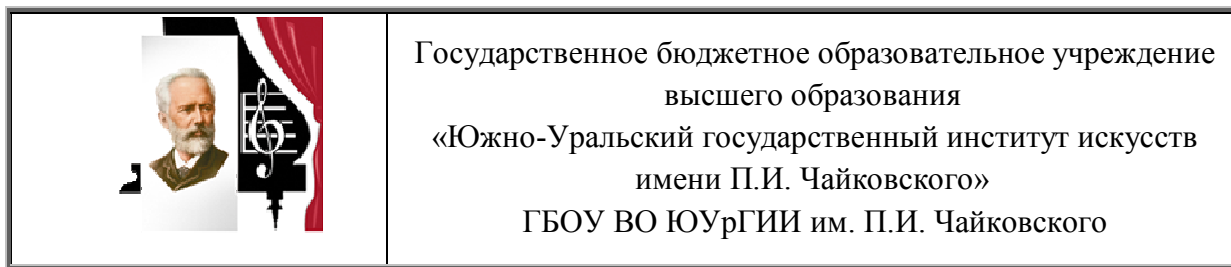 Государственное бюджетное образовательное учреждение
высшего образования
«Южно-Уральский государственный институт искусств
имени П.И. Чайковского»
ГБОУ ВО ЮУрГИИ им. П.И. Чайковского